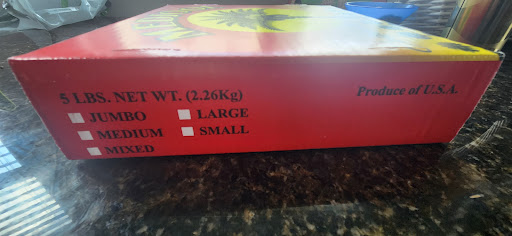 5 LBS. NET WT. (2.26Kg)
Produce of U.S.A.
JUMBO
LARGE
MEDIUM
SMALL
MIXED